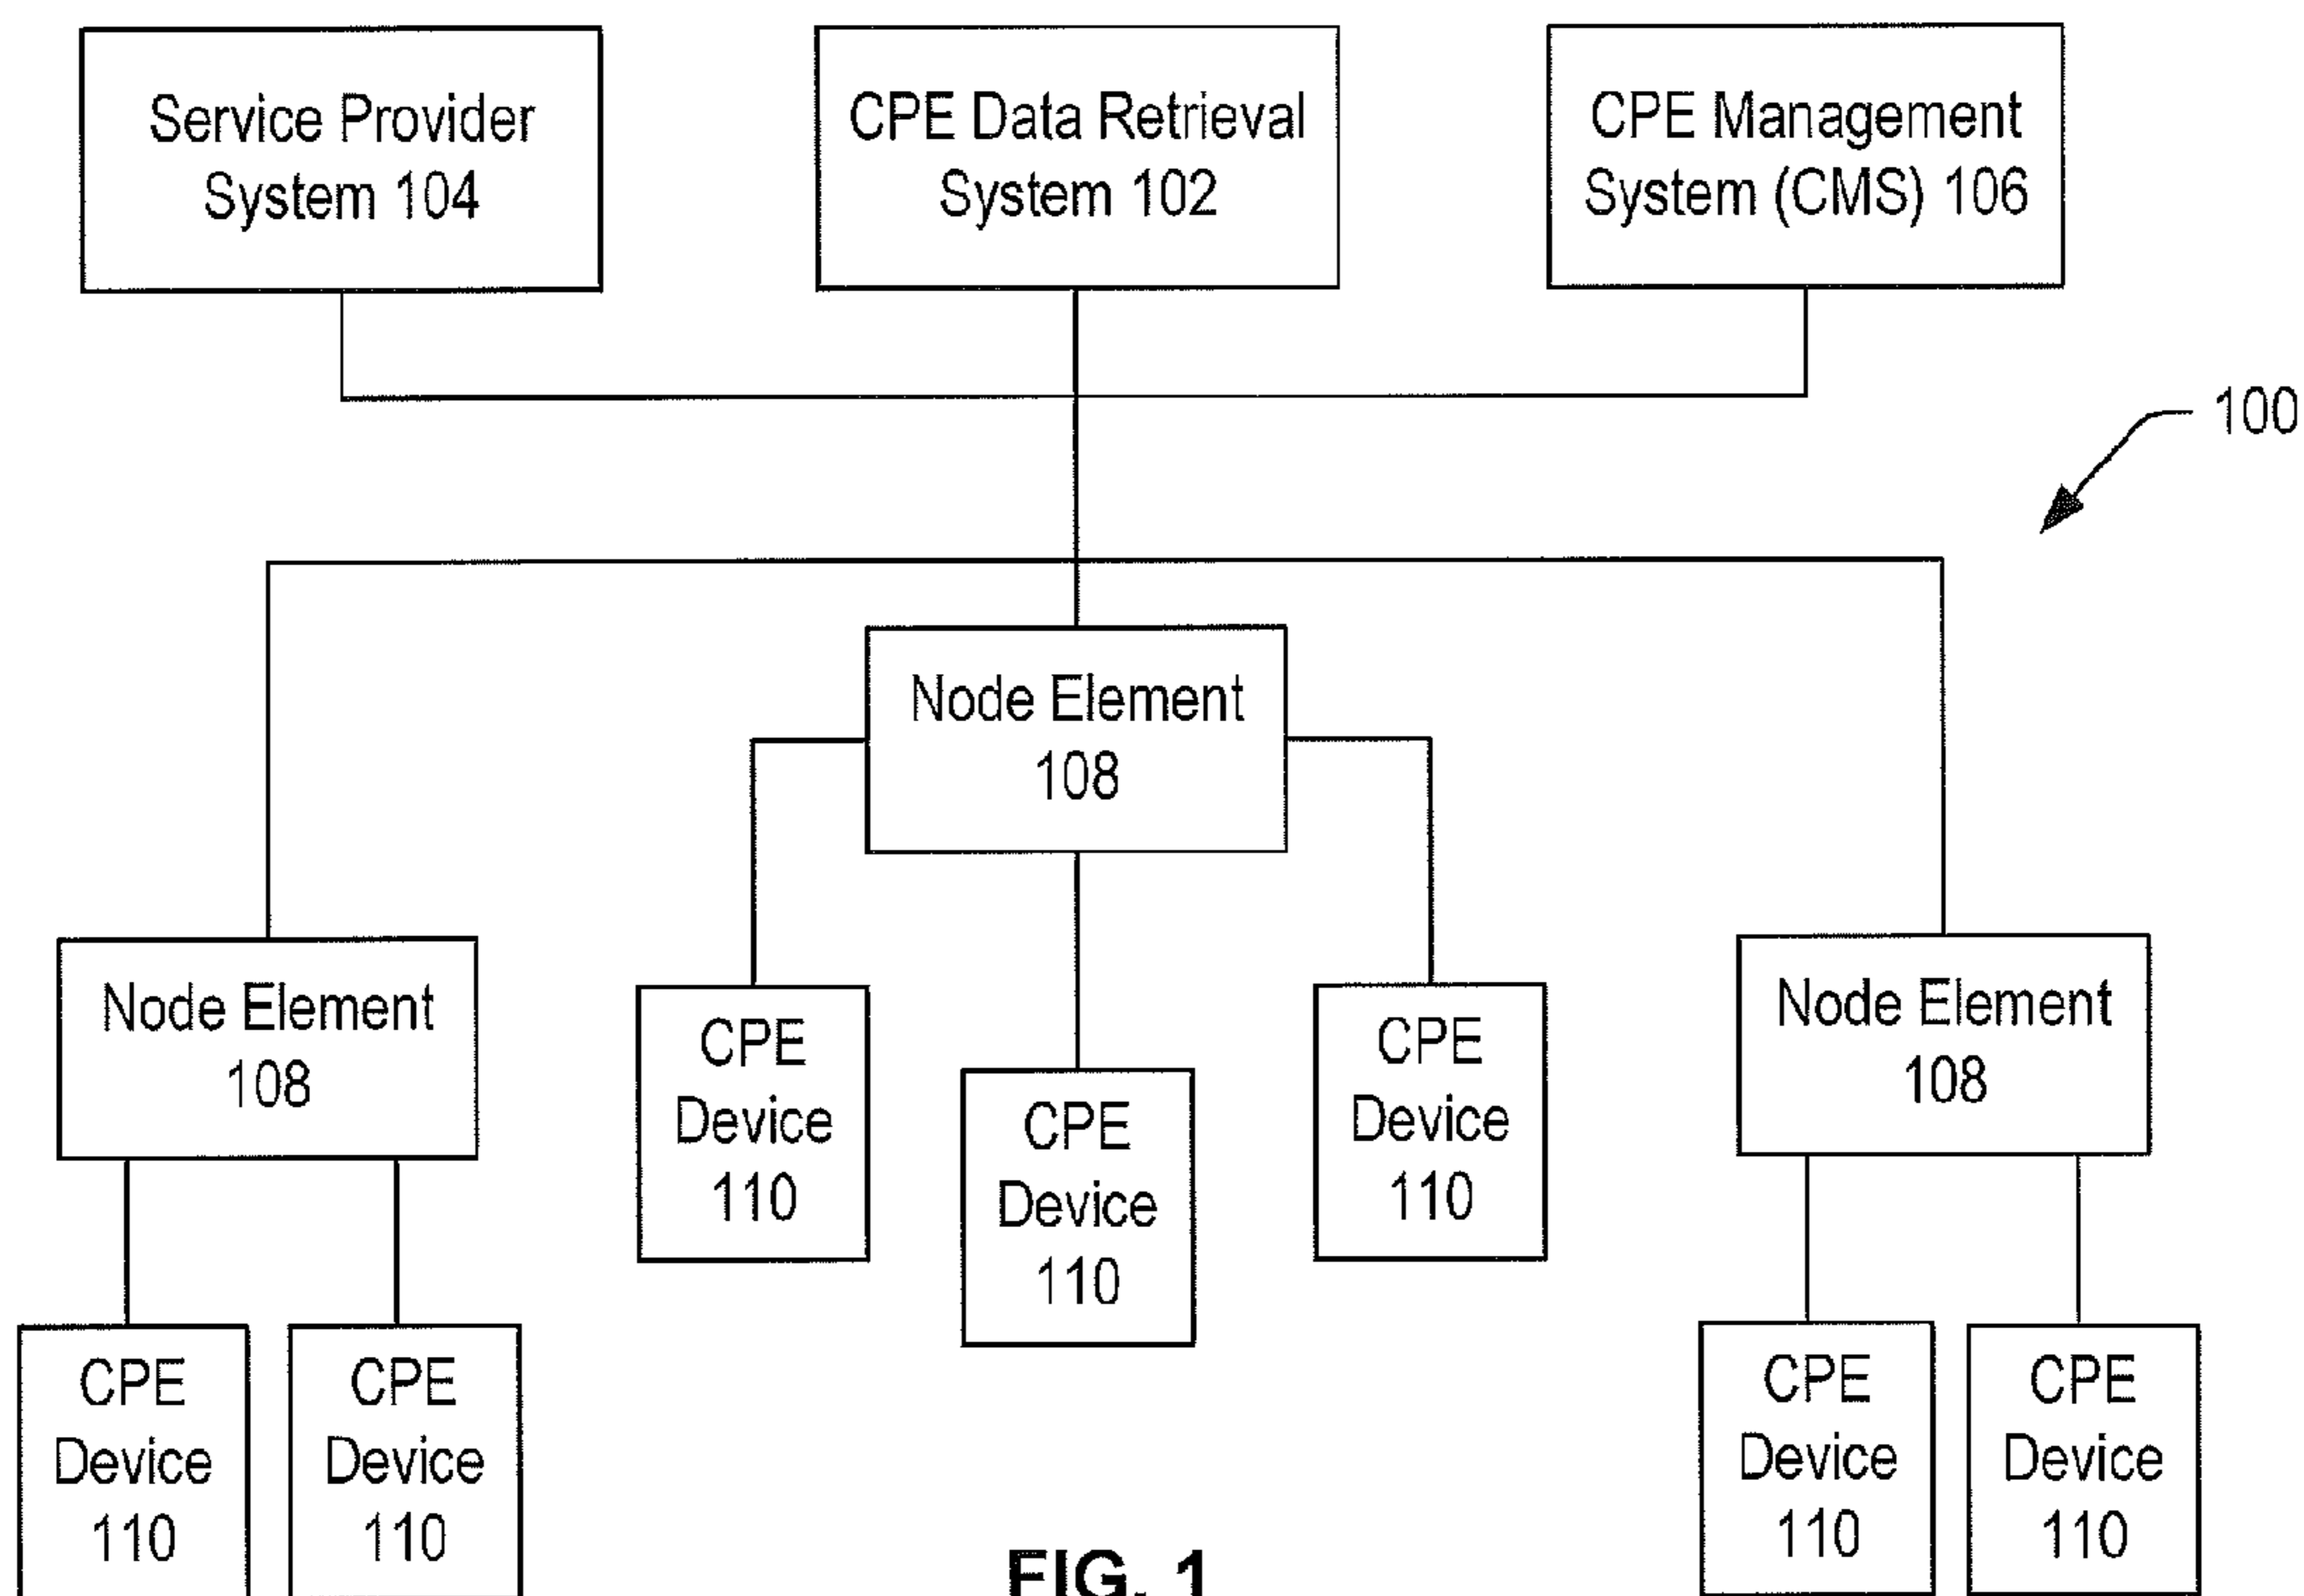 Service Provider
System 104
CPE Data Retrieval
System 102
CPE Management
System (CMS) 106
100
Node Element
108
Node Element
108
CPE
Device
110
CPE
Device
110
CPE
Device
110
Node Element
108
CPE
Device
110
CPE
Device
110
CPE
Device
110
CPE
Device
110
FIG. 1